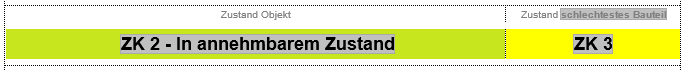 Zustand Objekt
Zustand schlechtestes Bauteil
ZK 2 - In annehmbarem Zustand
ZK 3